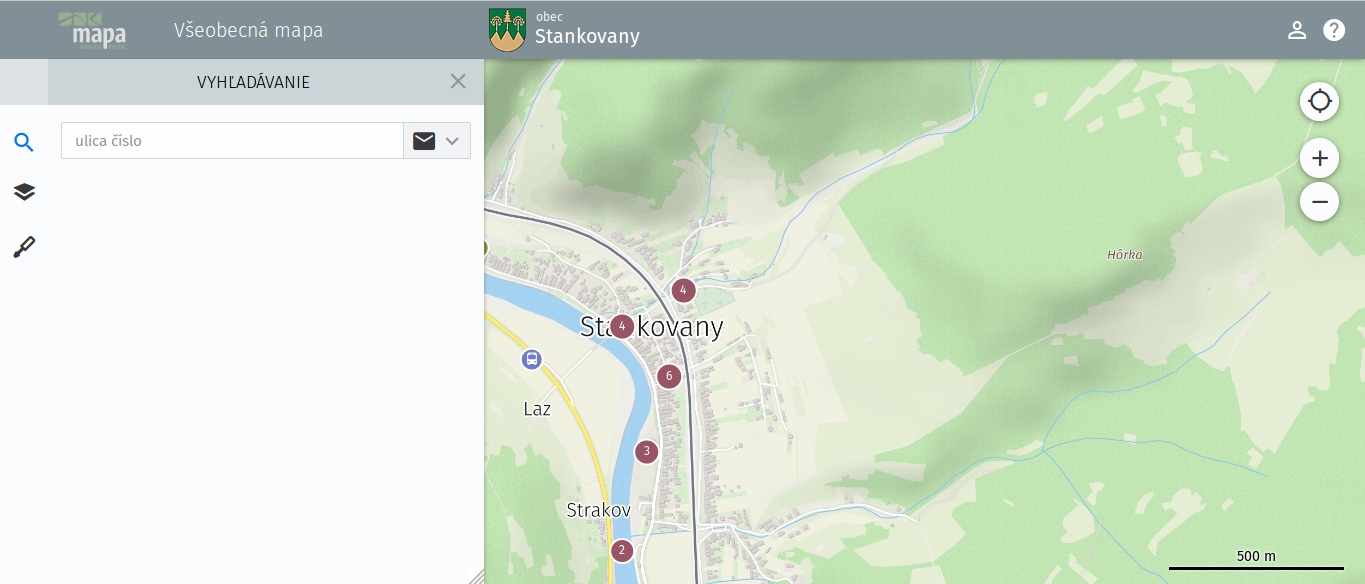 mapa
Všeobecná mapa
obec
Stankovany
VYHĽADÁVANIE
ulica číslo
Hôrka
4
Stankovany
4
6
Laz
3
Strakov
2
500 m